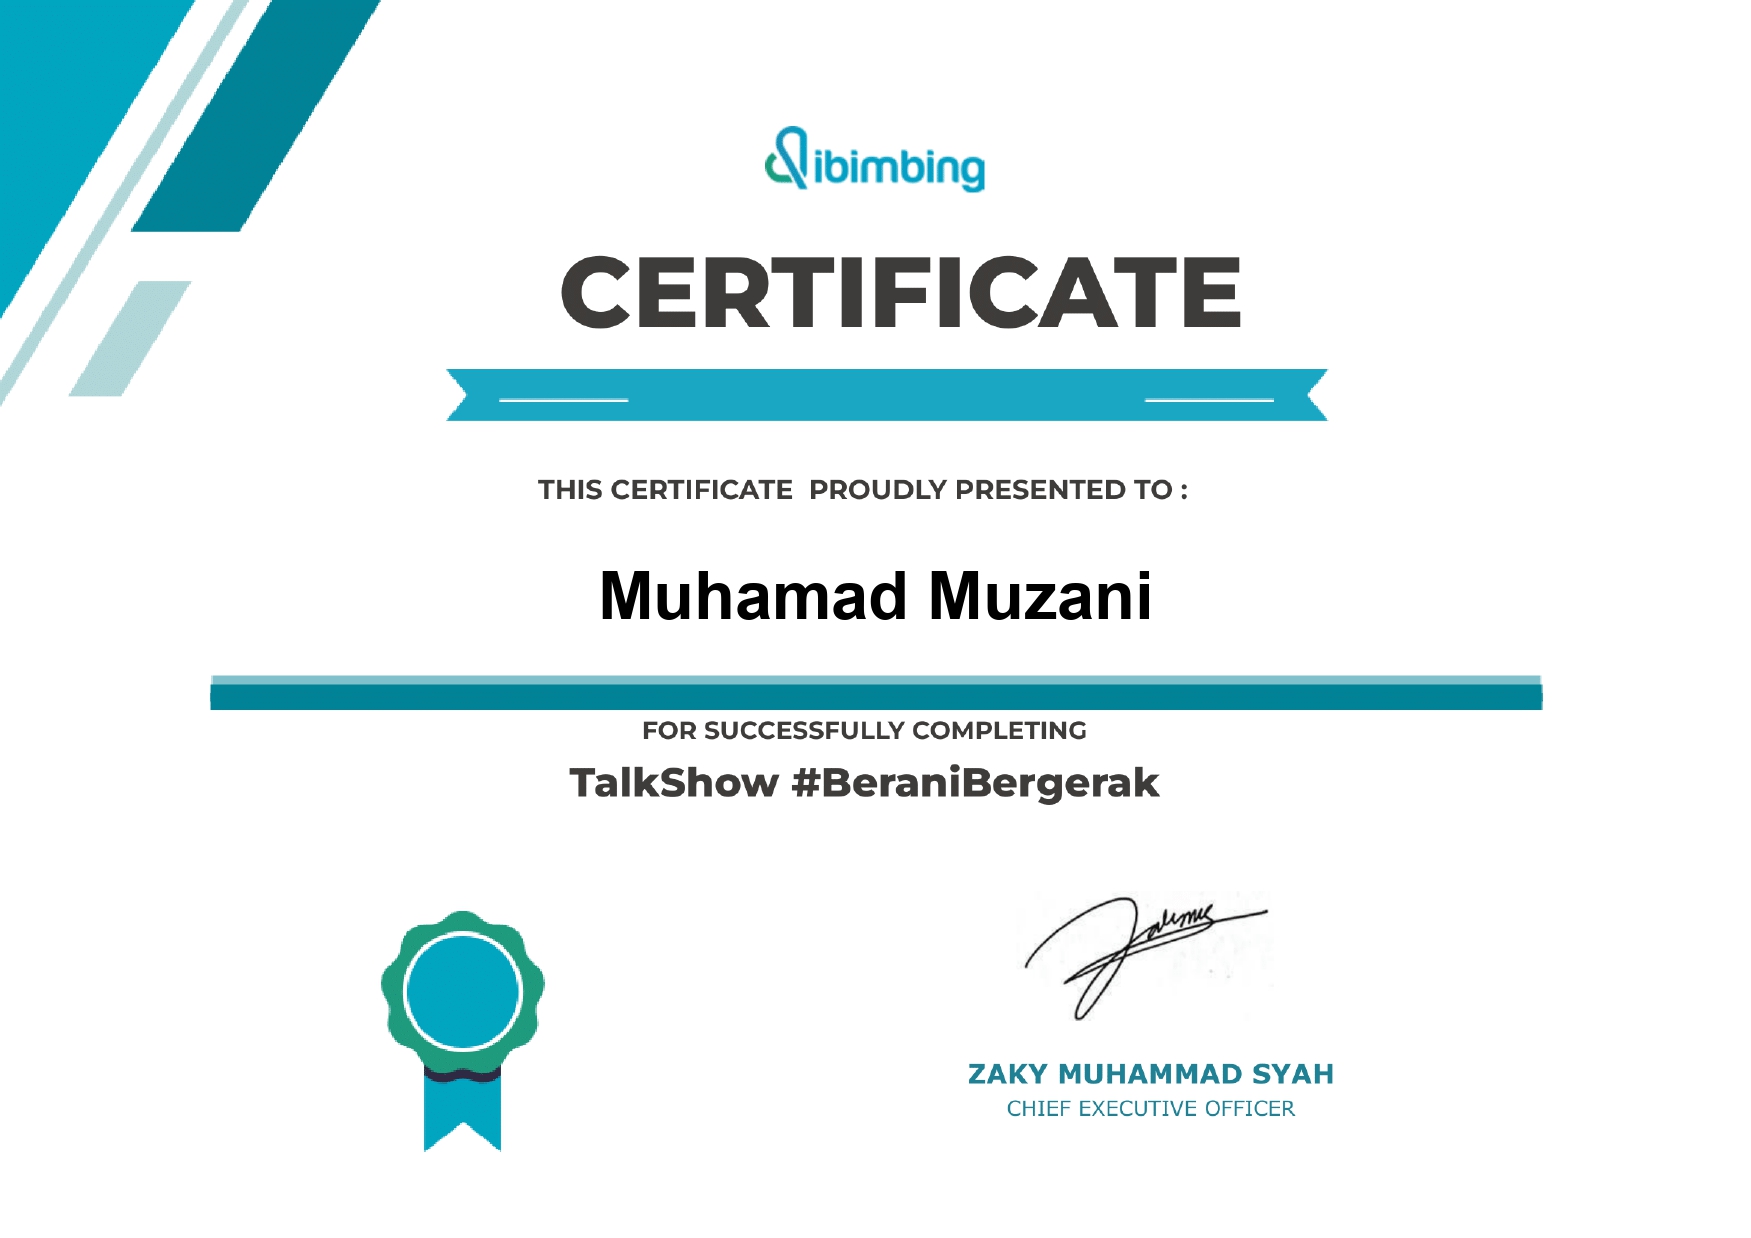 dibimbing
CERTIFICATE
THIS CERTIFICATE  PROUDLY PRESENTED TO :
Muhamad Muzani
FOR SUCCESSFULLY COMPLETING
TalkShow #BeraniBergerak
ZAKY MUHAMMAD SYAH
CHIEF EXECUTIVE OFFICER